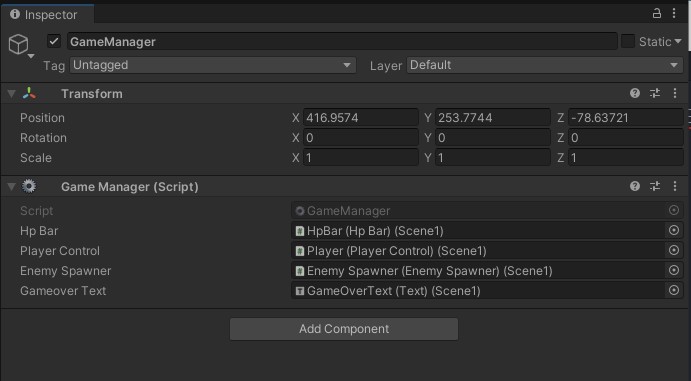 Inspector
GameManager Static
Tag Untagged Layer Default
Transform
Position X 416.9574 Y 253.7744 Z -78.63721
Rotation X 0 Y 0 Z 0
Scale X 1 Y 1 Z 1
Game Manager (Script)
Script GameManager
Hp Bar HpBar (Hp Bar) (Scene1)
Player Control Player (Player Control) (Scene1)
Enemy Spawner Enemy Spawner (Enemy Spawner) (Scene1)
Gameover Text GameOverText (Text) (Scene1)
Add Component